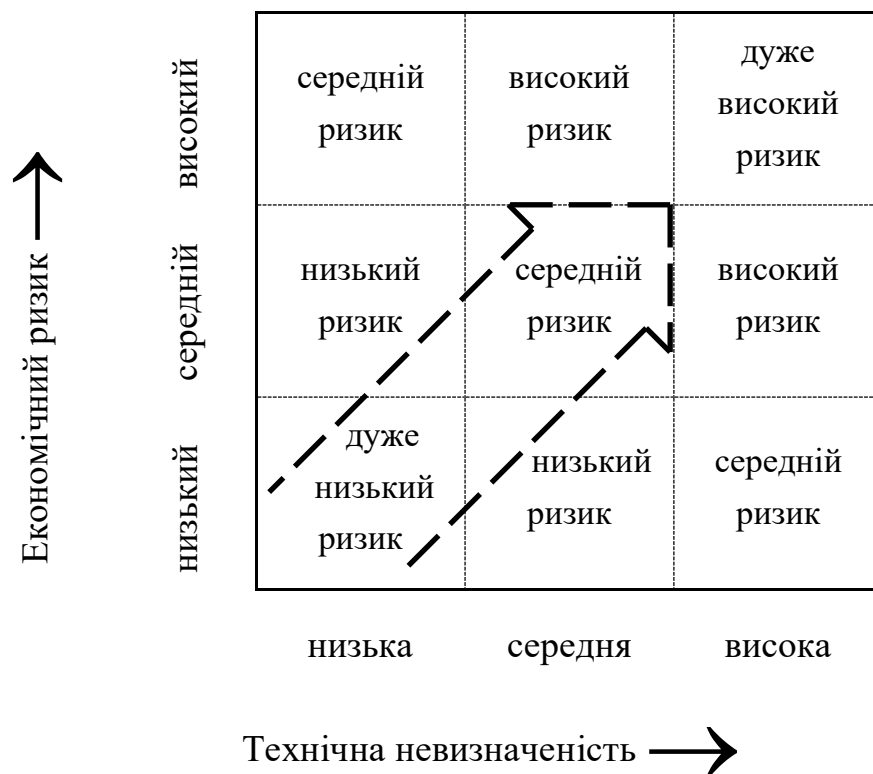 Економічний ризик
високий
середній
низький
середній
ризик
високий
ризик
дуже
високий
ризик
низький
ризик
середній
ризик
високий
ризик
дуже
низький
ризик
низький
ризик
середній
ризик
низька
середня
висока
Технічна невизначеність